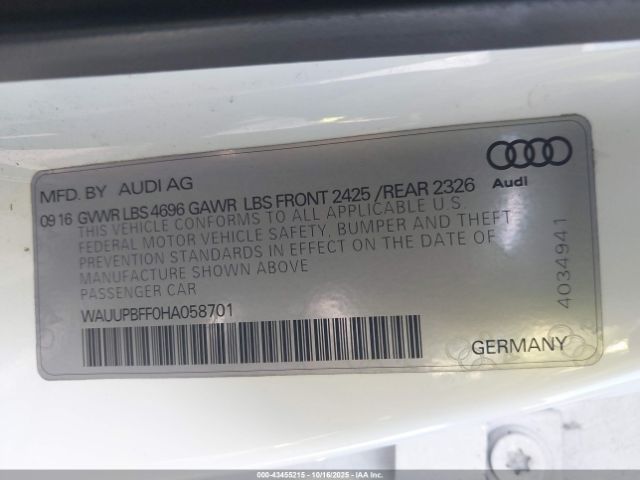 MFD. BY AUDI AG
09 16 GVWR LBS 4696 GAWR LBS FRONT 2425 /REAR 2326
THIS VEHICLE CONFORMS TO ALL APPLICABLE U.S.
FEDERAL MOTOR VEHICLE SAFETY, BUMPER AND THEFT
PREVENTION STANDARDS IN EFFECT ON THE DATE OF
MANUFACTURE SHOWN ABOVE
PASSENGER CAR
WAUUPBFF0HA058701
Audi
4034941
GERMANY
000-43455215 - 10/16/2025 - IAA Inc.